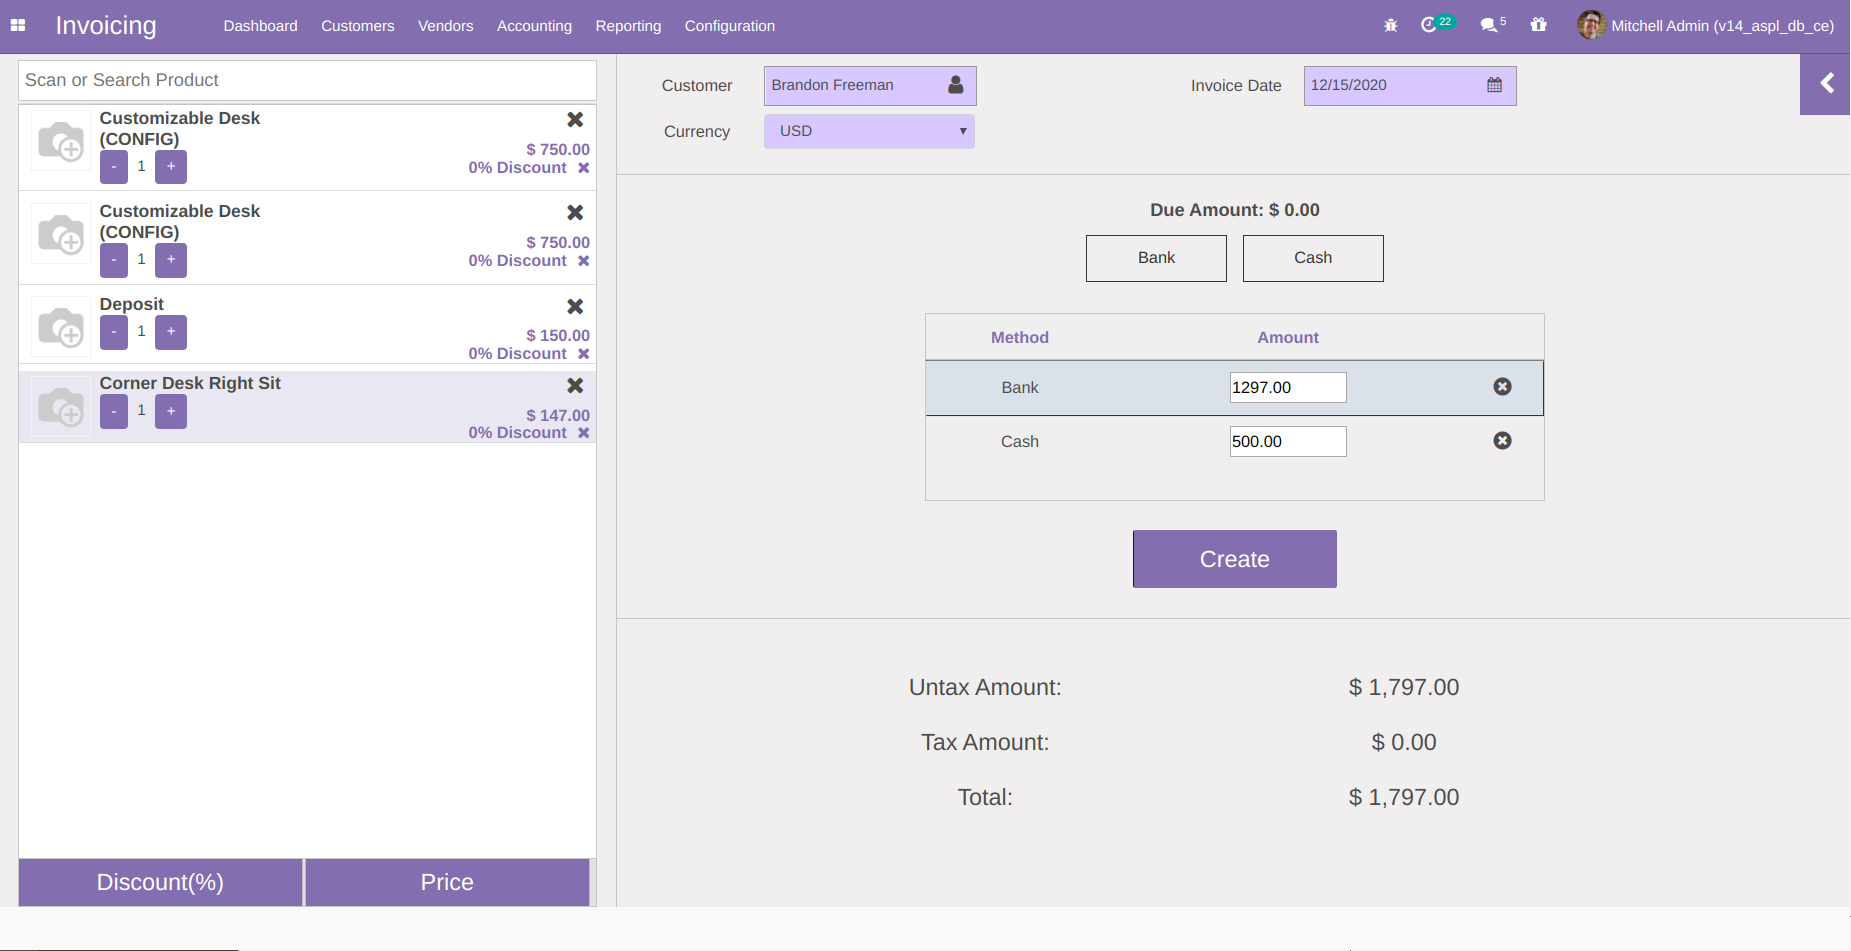 Invoicing Dashboard Customers Vendors Accounting Reporting Configuration 22 5 Mitchell Admin (v14_aspl_db_ce)
Scan or Search Product
Customizable Desk
(CONFIG)
- 1 +
$ 750.00
0% Discount
Customizable Desk
(CONFIG)
- 1 +
$ 750.00
0% Discount
Deposit
- 1 +
$ 150.00
0% Discount
Corner Desk Right Sit
- 1 +
$ 147.00
0% Discount
Discount(%) Price
Customer Brandon Freeman Invoice Date 12/15/2020
Currency USD
Due Amount: $ 0.00
Bank Cash
Method Amount
Bank 1297.00
Cash 500.00
Create
Untax Amount: $ 1,797.00
Tax Amount: $ 0.00
Total: $ 1,797.00